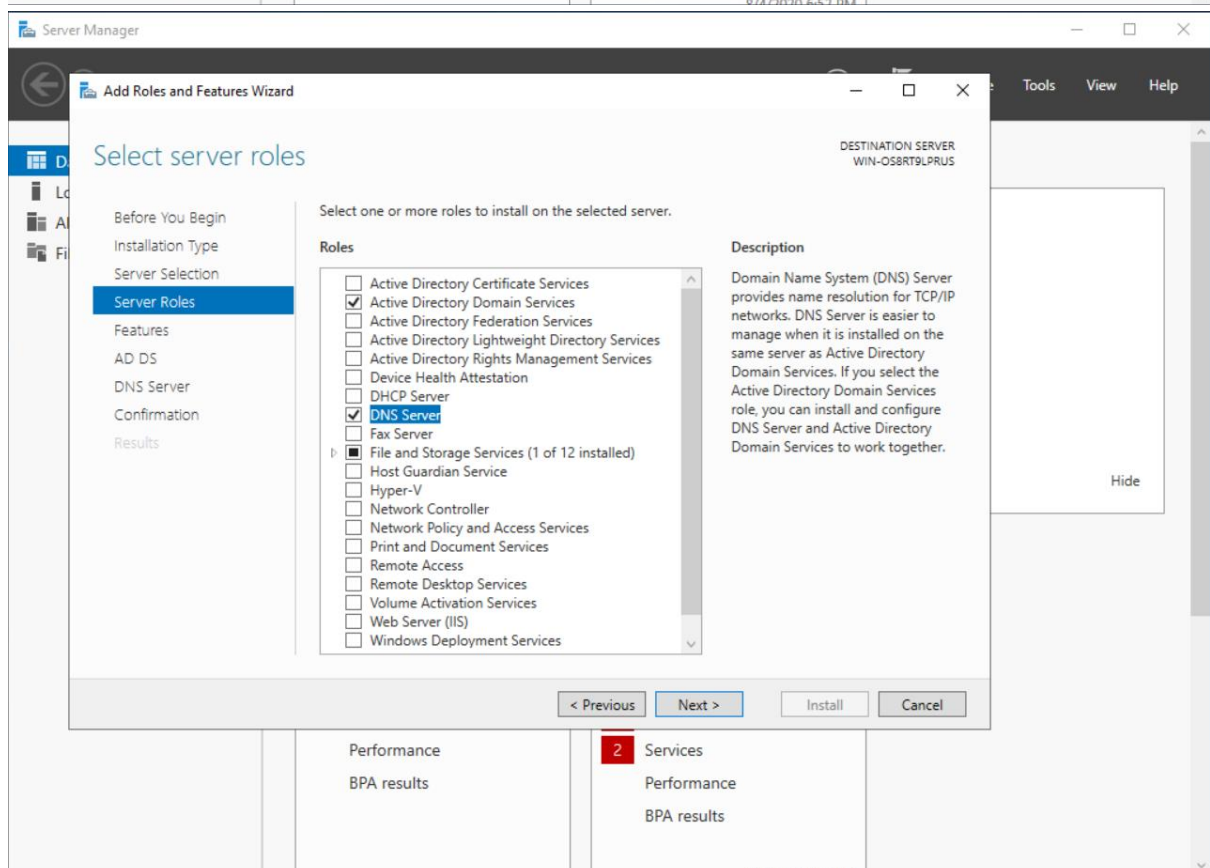 8/4/2020 6:52 PM
Server Manager
Tools View Help
Add Roles and Features Wizard
Select server roles
DESTINATION SERVER
WIN-OS8RT9LPRUS
Before You Begin
Installation Type
Server Selection
Server Roles
Features
AD DS
DNS Server
Confirmation
Results
Select one or more roles to install on the selected server.
Roles
Active Directory Certificate Services
Active Directory Domain Services
Active Directory Federation Services
Active Directory Lightweight Directory Services
Active Directory Rights Management Services
Device Health Attestation
DHCP Server
DNS Server
Fax Server
File and Storage Services (1 of 12 installed)
Host Guardian Service
Hyper-V
Network Controller
Network Policy and Access Services
Print and Document Services
Remote Access
Remote Desktop Services
Volume Activation Services
Web Server (IIS)
Windows Deployment Services
Description
Domain Name System (DNS) Server
provides name resolution for TCP/IP
networks. DNS Server is easier to
manage when it is installed on the
same server as Active Directory
Domain Services. If you select the
Active Directory Domain Services
role, you can install and configure
DNS Server and Active Directory
Domain Services to work together.
< Previous
Next >
Install
Cancel
Hide
Performance
BPA results
2 Services
Performance
BPA results